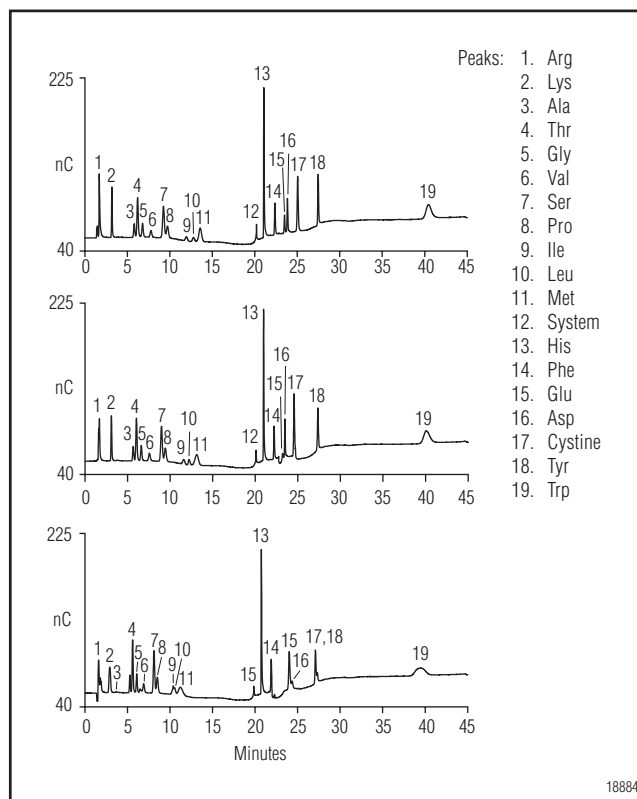 Peaks: 1. Arg
2. Lys
3. Ala
4. Thr
5. Gly
6. Val
7. Ser
8. Pro
9. Ile
10. Leu
11. Met
12. System
13. His
14. Phe
15. Glu
16. Asp
17. Cystine
18. Tyr
19. Trp
225
nC
40
1 2 3 4 5 6 7 8 9 10 11 12 13 14 15 16 17 18 19
0 5 10 15 20 25 30 35 40 45
225
nC
40
1 2 3 4 5 6 7 8 9 10 11 12 13 14 15 16 17 18 19
0 5 10 15 20 25 30 35 40 45
225
nC
40
1 2 3 4 5 6 7 8 9 10 11 15 13 14 15 16 17,18 19
0 5 10 15 20 25 30 35 40 45
Minutes
18884